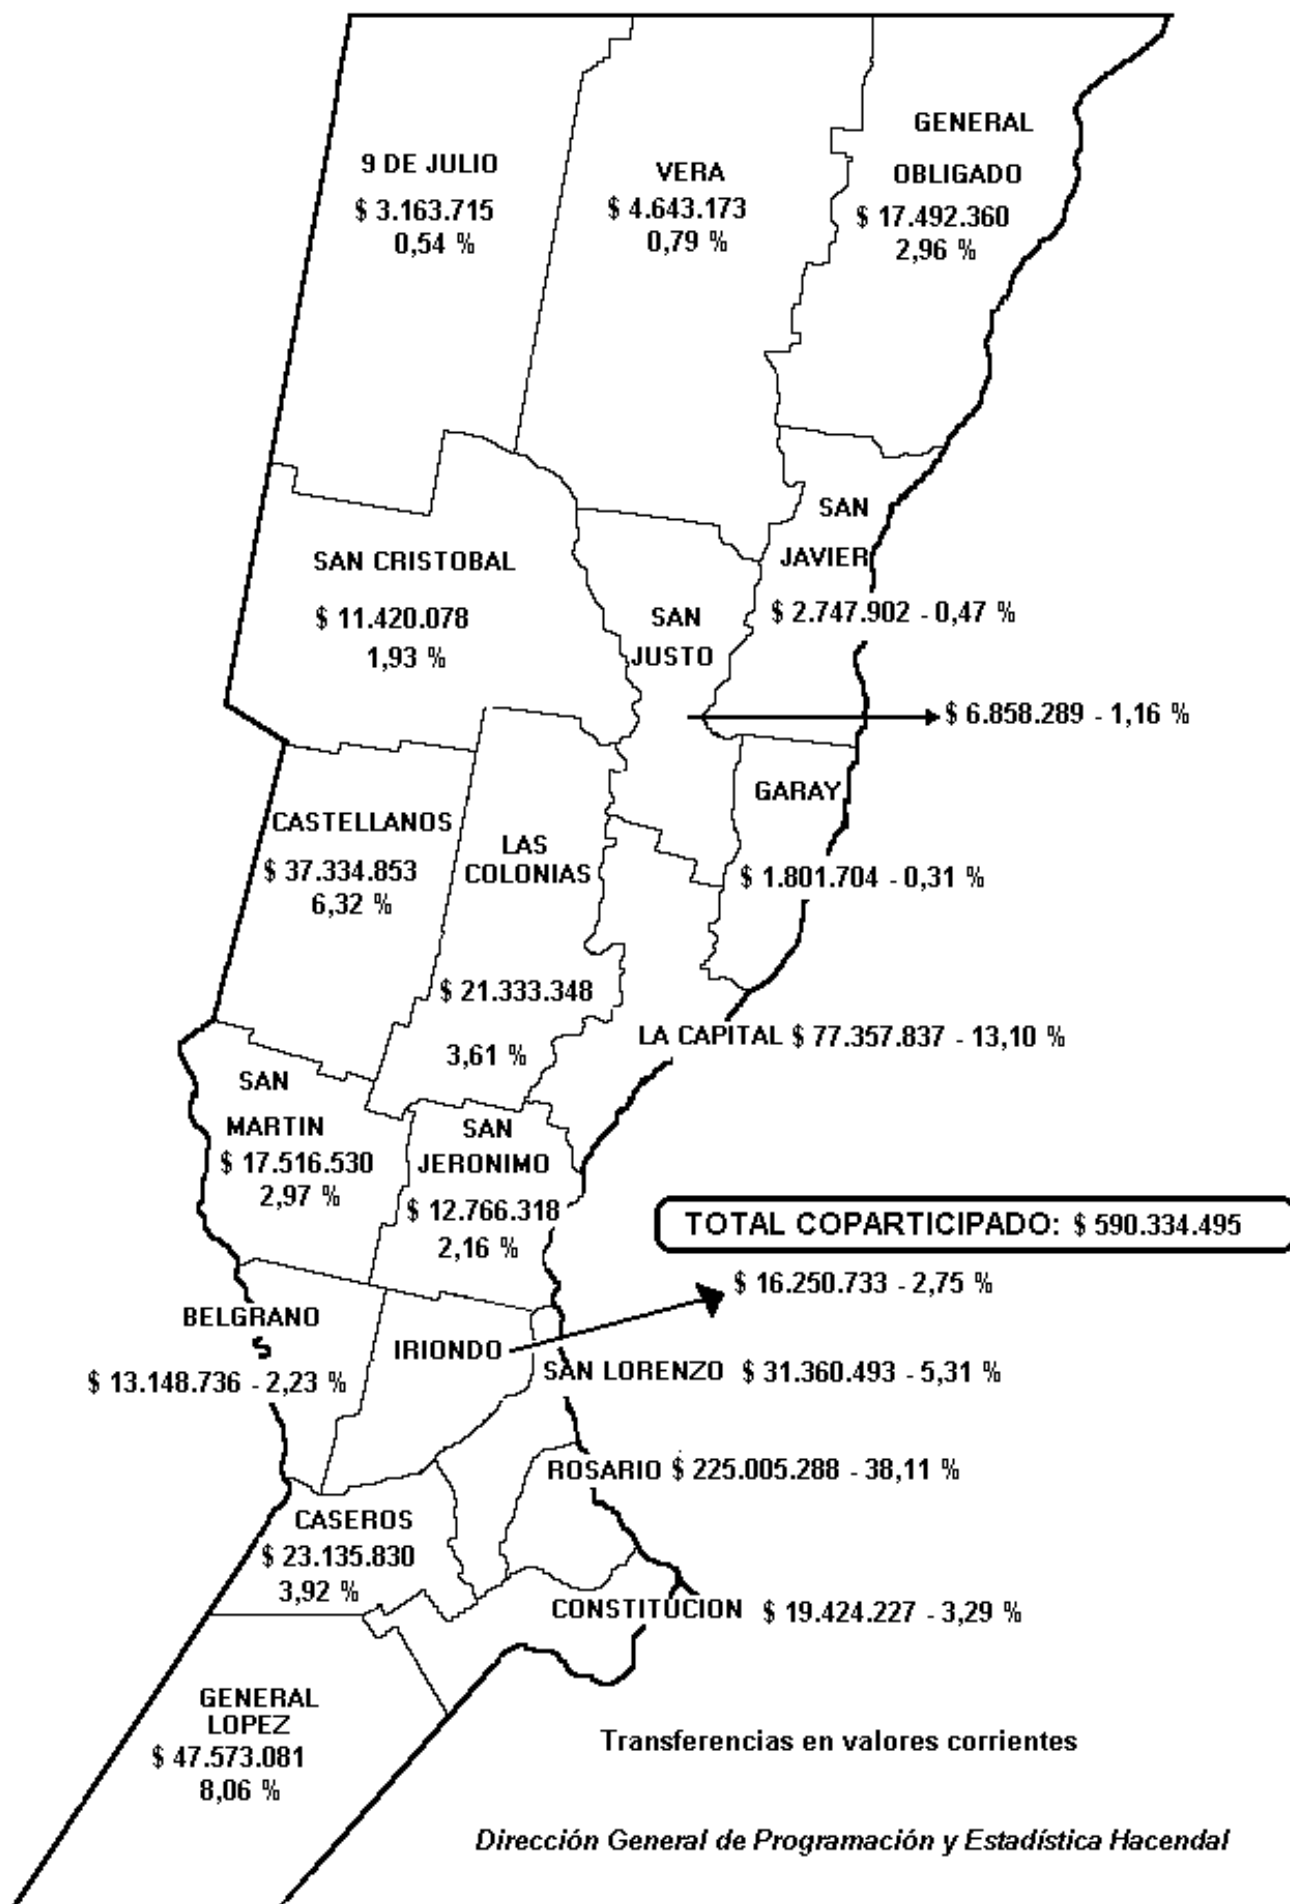 9 DE JULIO
$ 3.163.715
0,54 %
VERA
$ 4.643.173
0,79 %
GENERAL
OBLIGADO
$ 17.492.360
2,96 %
SAN CRISTOBAL
$ 11.420.078
1,93 %
SAN
JUSTO
SAN
JAVIER
$ 2.747.902 - 0,47 %
$ 6.858.289 - 1,16 %
GARAY
$ 1.801.704 - 0,31 %
CASTELLANOS
$ 37.334.853
6,32 %
LAS
COLONIAS
$ 21.333.348
3,61 %
LA CAPITAL $ 77.357.837 - 13,10 %
SAN
MARTIN
$ 17.516.530
2,97 %
SAN
JERONIMO
$ 12.766.318
2,16 %
TOTAL COPARTICIPADO: $ 590.334.495
$ 16.250.733 - 2,75 %
BELGRANO
S
$ 13.148.736 - 2,23 %
IRIONDO
SAN LORENZO $ 31.360.493 - 5,31 %
ROSARIO $ 225.005.288 - 38,11 %
CASEROS
$ 23.135.830
3,92 %
CONSTITUCION $ 19.424.227 - 3,29 %
GENERAL
LOPEZ
$ 47.573.081
8,06 %
Transferencias en valores corrientes
Dirección General de Programación y Estadística Hacendal